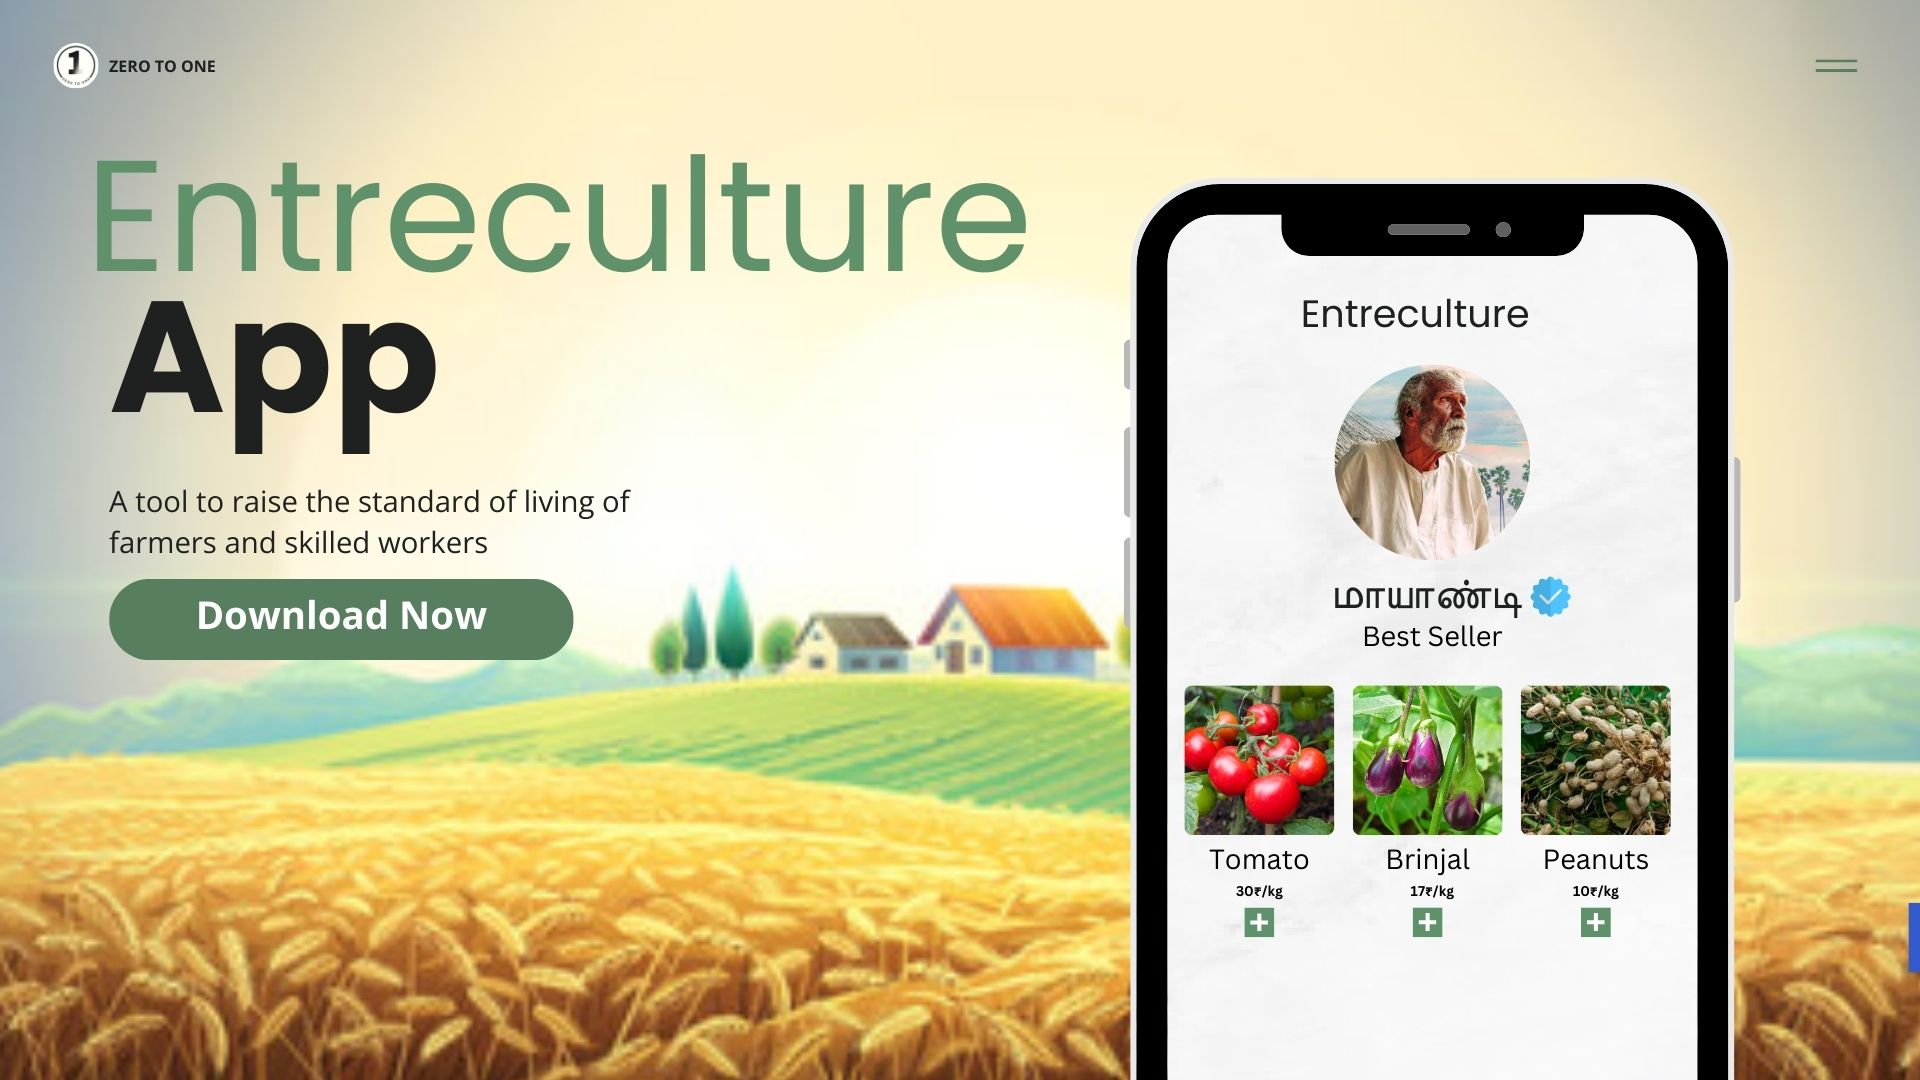 ZERO TO ONE
Entreculture
App
A tool to raise the standard of living of
farmers and skilled workers
Download Now
Entreculture
மாயாண்டி
Best Seller
Tomato
Brinjal
Peanuts
30₹/kg
17₹/kg
10₹/kg